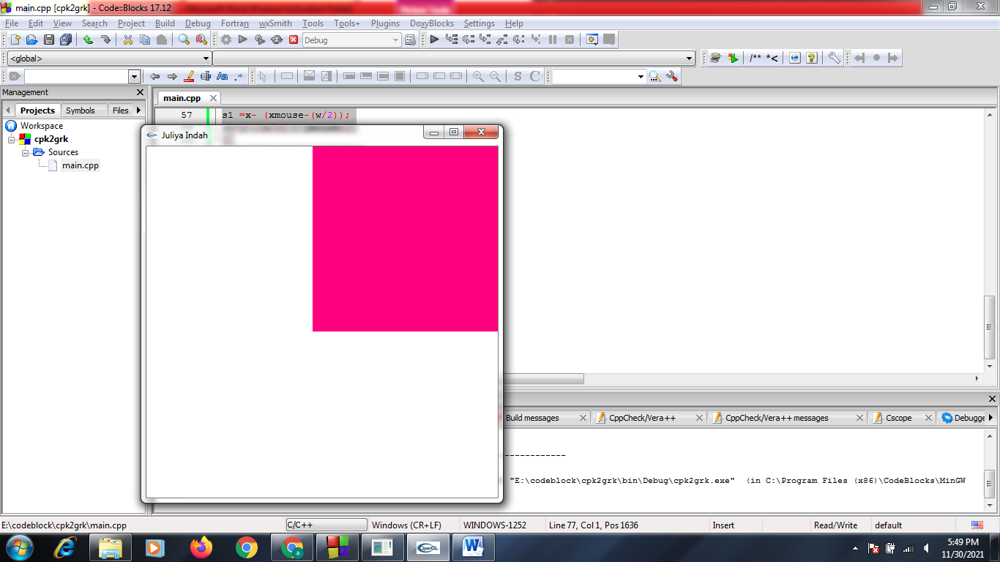 main.cpp [cpk2grk] - Code::Blocks 17.12
File Edit View Search Project Build Debug Fortran wxSmith Tools Tools+ Plugins DoxyBlocks Settings Help
Debug
<global>
/** *<
Aa .*
S C
Management
main.cpp
Projects Symbols Files
57 s1 =x- (xmouse-(w/2));
Workspace
cpk2grk
Sources
main.cpp
Juliya Indah
Build messages CppCheck/Vera++ CppCheck/Vera++ messages Cscope Debugge
------------
"E:\codeblock\cpk2grk\bin\Debug\cpk2grk.exe" (in C:\Program Files (x86)\CodeBlocks\MinGW
E:\codeblock\cpk2grk\main.cpp C/C++ Windows (CR+LF) WINDOWS-1252 Line 77, Col 1, Pos 1636 Insert Read/Write default
OpenGL
5:49 PM
11/30/2021